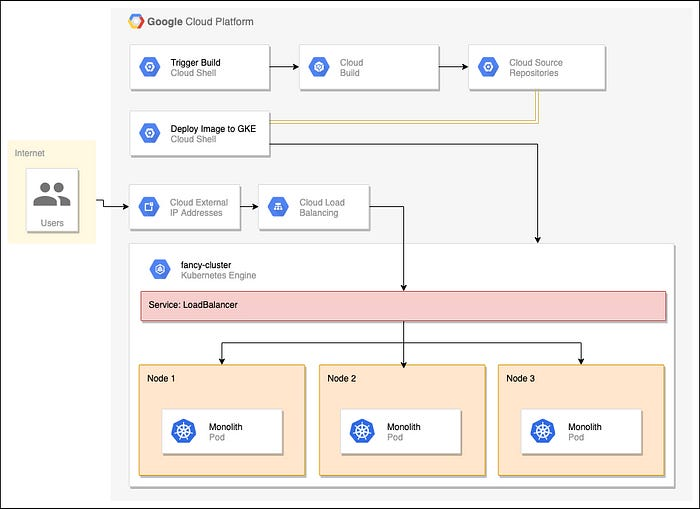 Google Cloud Platform
Trigger Build
Cloud Shell
Cloud
Build
Cloud Source
Repositories
Deploy Image to GKE
Cloud Shell
Internet
Users
Cloud External
IP Addresses
Cloud Load
Balancing
fancy-cluster
Kubernetes Engine
Service: LoadBalancer
Node 1
Monolith
Pod
Node 2
Monolith
Pod
Node 3
Monolith
Pod